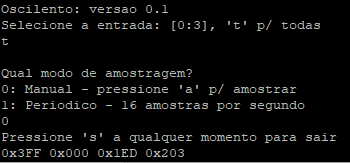 Oscilento: versao 0.1
Selecione a entrada: [0:3], 't' p/ todas
t
Qual modo de amostragem?
0: Manual - pressione 'a' p/ amostrar
1: Periodico - 16 amostras por segundo
0
Pressione 's' a qualquer momento para sair
0x3FF 0x000 0x1ED 0x203